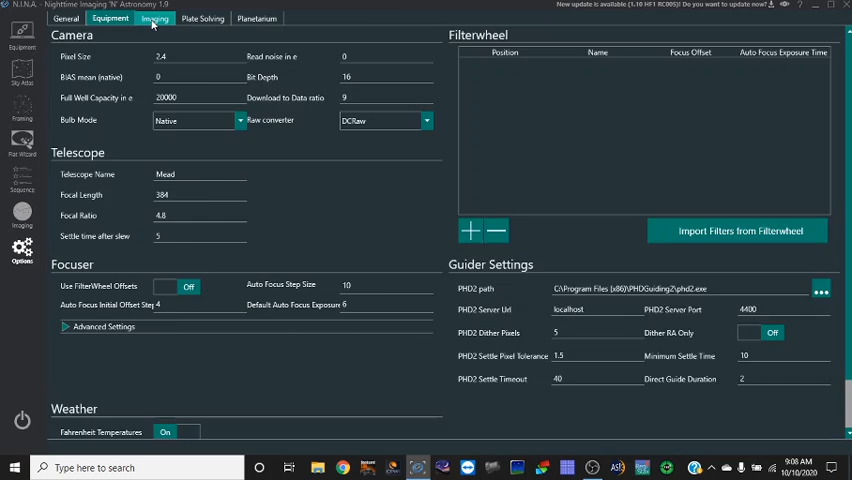 N.I.N.A. - Nighttime Imaging 'N' Astronomy 1.9
New update is available (1.10 HF1 RC005)! Do you want to update now?
General Equipment Imaging Plate Solving Planetarium
Equipment
Sky Atlas
Framing
Flat Wizard
Sequence
Imaging
Options
Camera
Pixel Size 2.4 Read noise in e 0
BIAS mean (native) 0 Bit Depth 16
Full Well Capacity in e 20000 Download to Data ratio 9
Bulb Mode Native Raw converter DCRaw
Telescope
Telescope Name Mead
Focal Length 384
Focal Ratio 4.8
Settle time after slew 5
Focuser
Use FilterWheel Offsets Off Auto Focus Step Size 10
Auto Focus Initial Offset Step 4 Default Auto Focus Exposure 6
Advanced Settings
Weather
Fahrenheit Temperatures On
Filterwheel
Position Name Focus Offset Auto Focus Exposure Time
Import Filters from Filterwheel
Guider Settings
PHD2 path C:\Program Files (x86)\PHDGuiding2\phd2.exe ...
PHD2 Server Url localhost PHD2 Server Port 4400
PHD2 Dither Pixels 5 Dither RA Only Off
PHD2 Settle Pixel Tolerance 1.5 Minimum Settle Time 10
PHD2 Settle Timeout 40 Direct Guide Duration 2
Type here to search
9:08 AM
10/10/2020